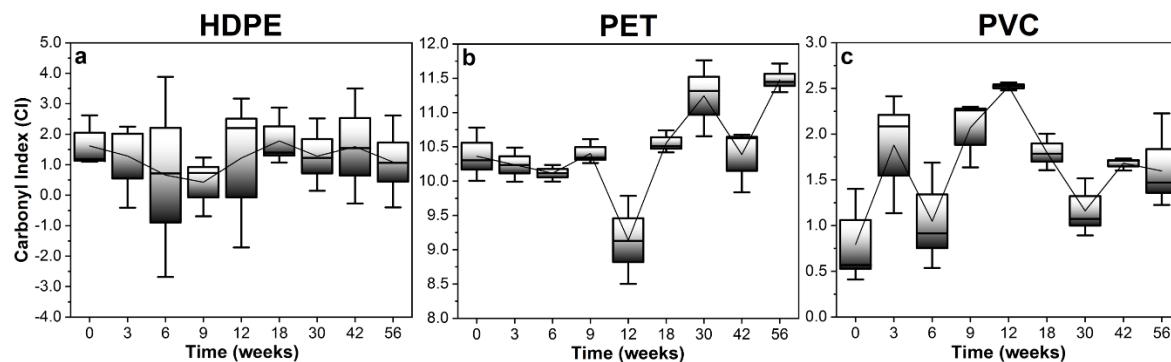 HDPE
PET
PVC
a
Carbonyl Index (CI)
5.0
4.0
3.0
2.0
1.0
0.0
-1.0
-2.0
-3.0
-4.0
0 3 6 9 12 18 30 42 56
Time (weeks)
b
12.0
11.5
11.0
10.5
10.0
9.5
9.0
8.5
8.0
0 3 6 9 12 18 30 42 56
Time (weeks)
c
3.0
2.5
2.0
1.5
1.0
0.5
0.0
0 3 6 9 12 18 30 42 56
Time (weeks)